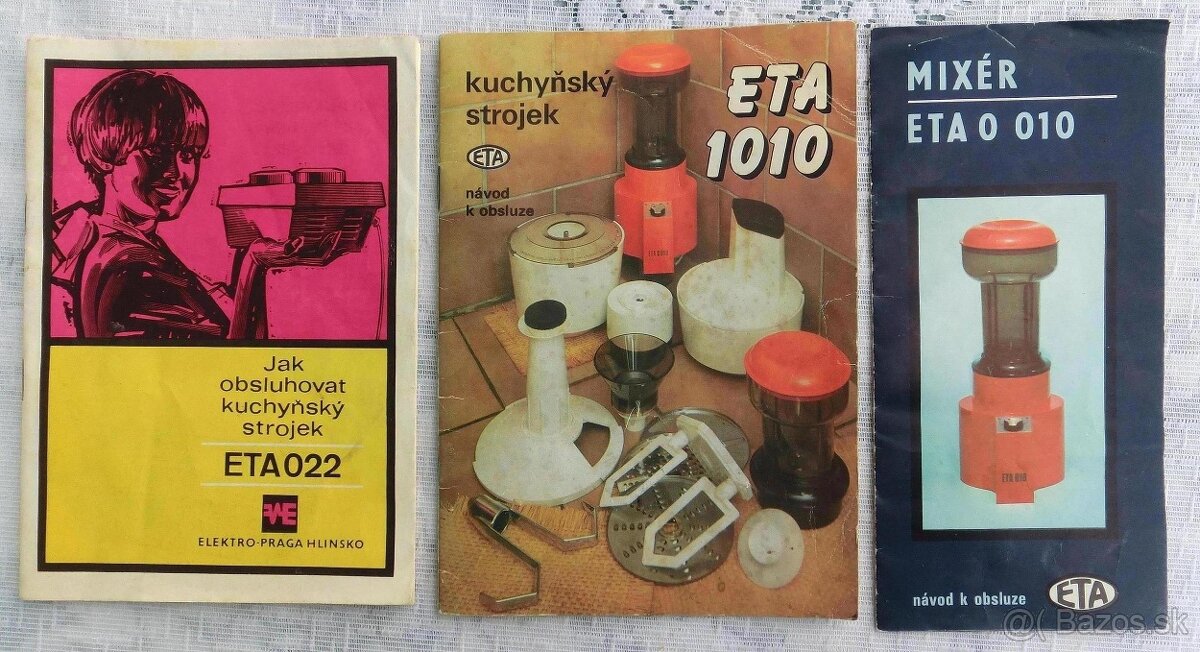 Jak
obsluhovat
kuchyňský
strojek
ETA022
ELEKTRO-PRAGA HLINSKO
kuchyňský
strojek
ETA
návod
k obsluze
ETA
1010
MIXÉR
ETA 0 010
ETA 010
návod k obsluze
ETA
@( Bazos.sk